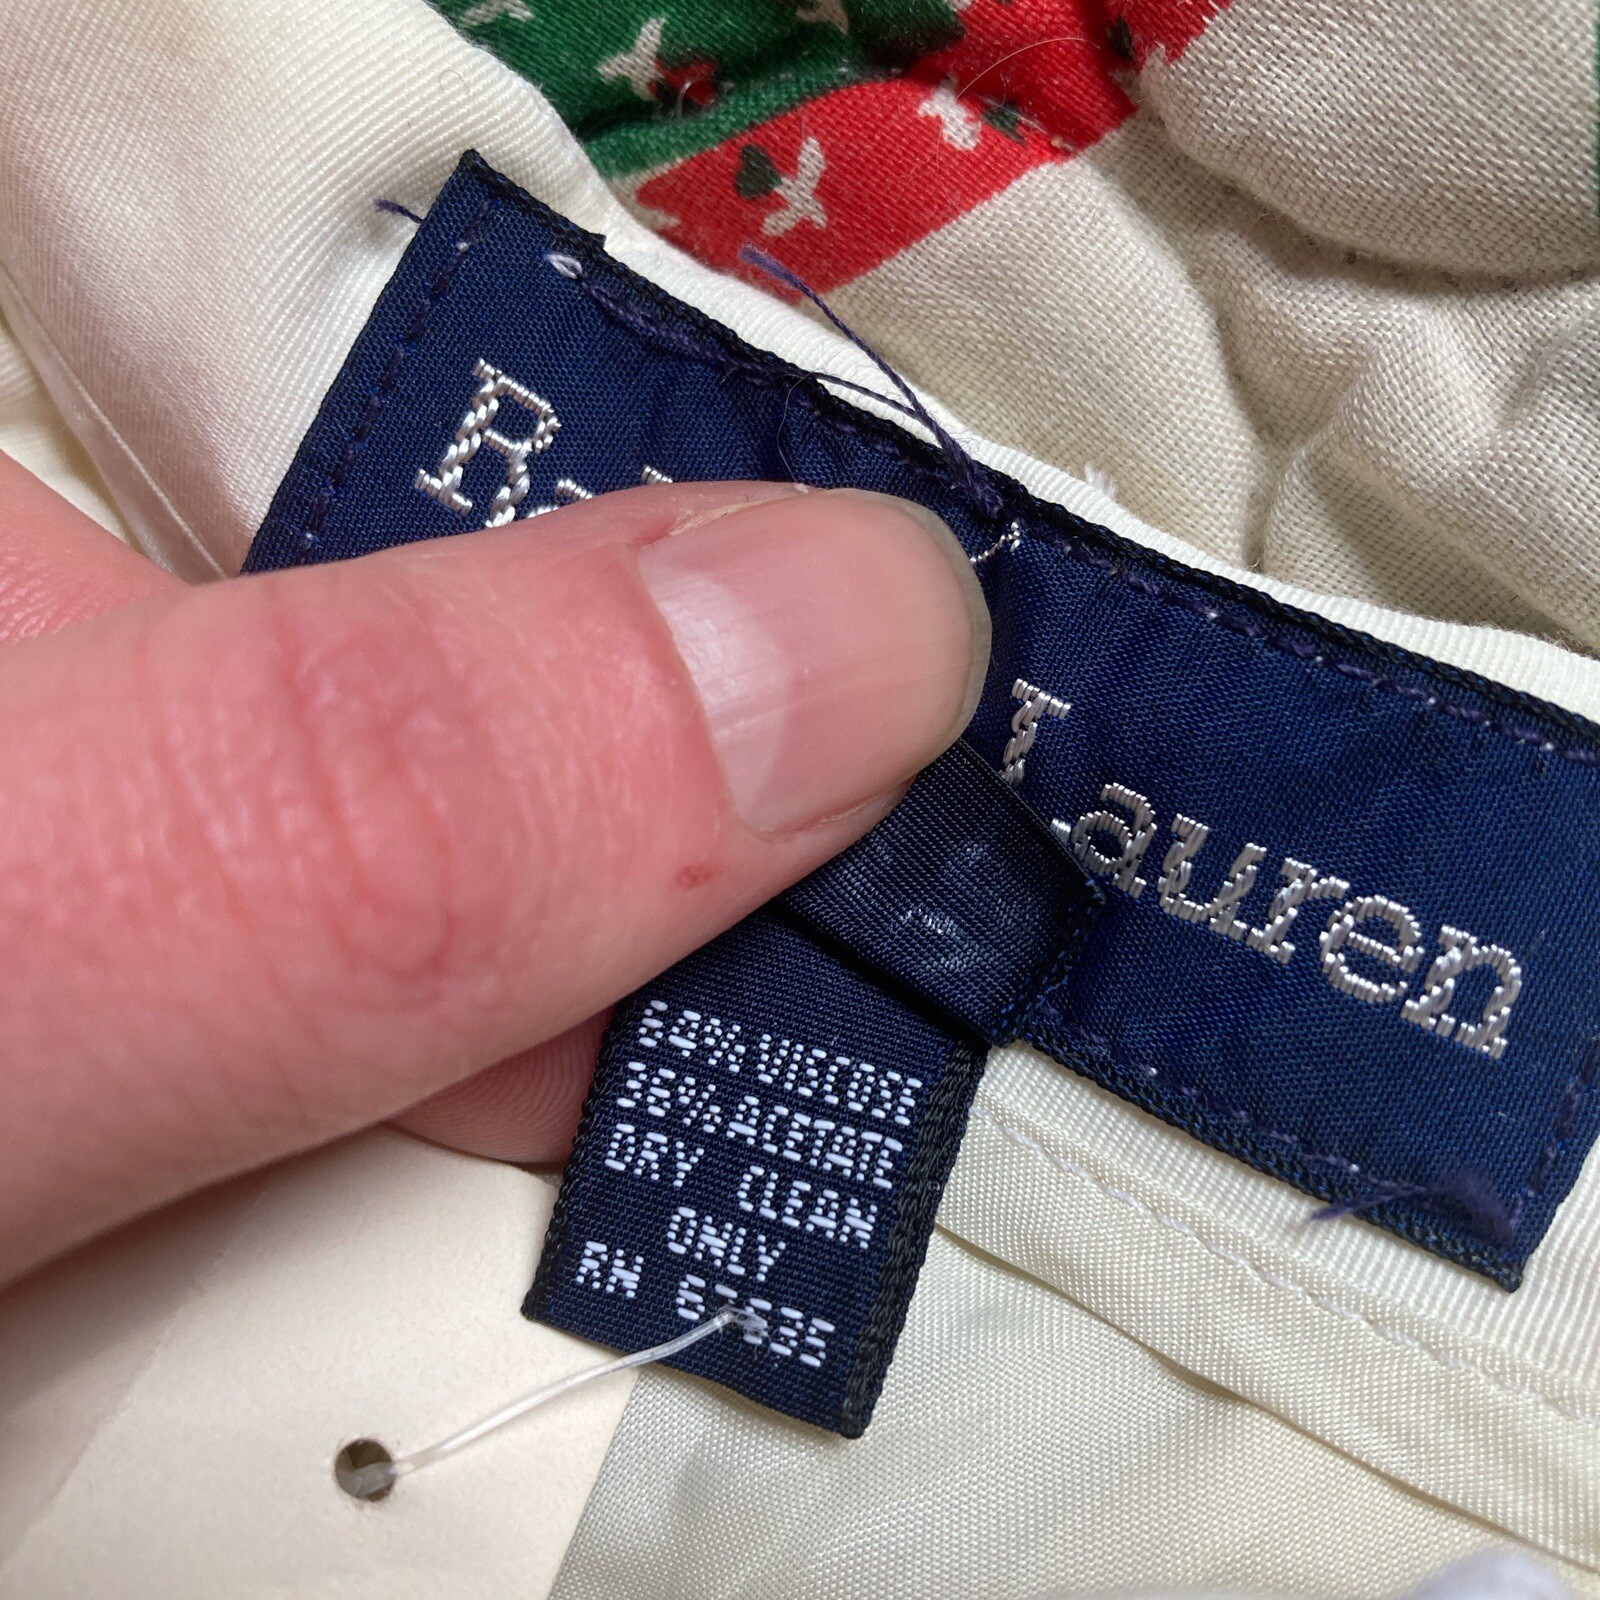 Lauren
64% VISCOSE
36% ACETATE
DRY CLEAN
ONLY
RN